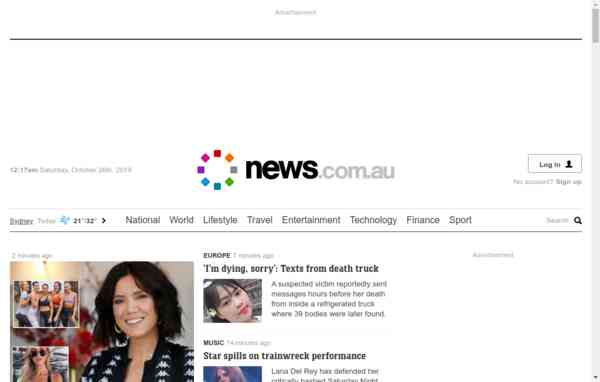 Advertisement
12:17am Saturday, October 26th, 2019
news.com.au
Log in
No account? Sign up
Sydney Today 21°/32° National World Lifestyle Travel Entertainment Technology Finance Sport Search
2 minutes ago
EUROPE 7 minutes ago
Advertisement
'I'm dying, sorry': Texts from death truck
A suspected victim reportedly sent
messages hours before her death
from inside a refrigerated truck
where 39 bodies were later found.
MUSIC 14 minutes ago
Star spills on trainwreck performance
Lana Del Rey has defended her
critically bashed Saturday Night